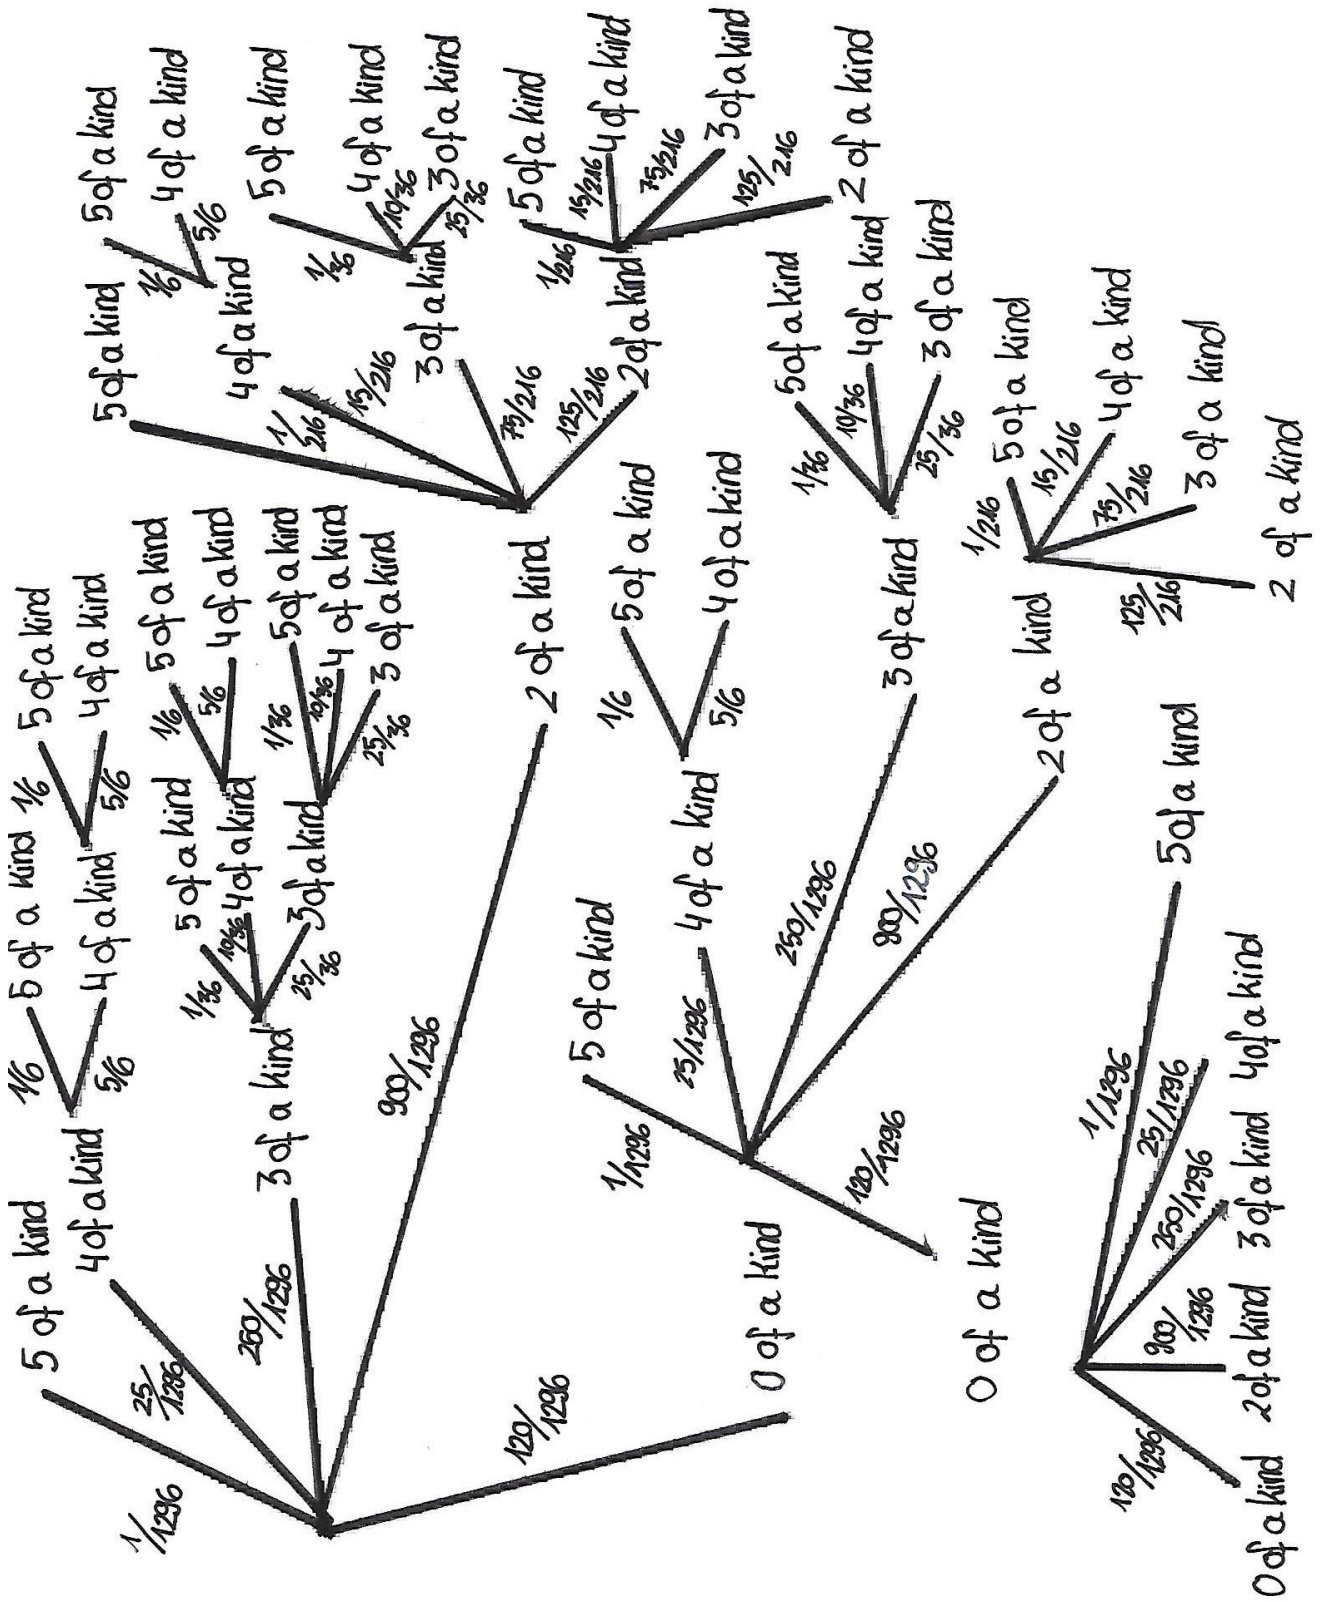 1/1296
5 of a kind
25/1296
4 of a kind
1/6
5 of a kind
5/6
4 of a kind
1/6
5 of a kind
5/6
4 of a kind
250/1296
3 of a kind
1/36
5 of a kind
10/36
4 of a kind
1/6
5 of a kind
5/6
4 of a kind
25/36
3 of a kind
1/36
5 of a kind
10/36
4 of a kind
25/36
3 of a kind
900/1296
2 of a kind
1/216
5 of a kind
15/216
4 of a kind
1/6
5 of a kind
5/6
4 of a kind
75/216
3 of a kind
1/36
5 of a kind
10/36
4 of a kind
25/36
3 of a kind
125/216
2 of a kind
1/216
5 of a kind
15/216
4 of a kind
75/216
3 of a kind
125/216
2 of a kind
120/1296
0 of a kind
1/1296
5 of a kind
25/1296
4 of a kind
1/6
5 of a kind
5/6
4 of a kind
250/1296
3 of a kind
1/36
5 of a kind
10/36
4 of a kind
25/36
3 of a kind
900/1296
2 of a kind
1/216
5 of a kind
15/216
4 of a kind
75/216
3 of a kind
125/216
2 of a kind
120/1296
0 of a kind
1/1296
5 of a kind
25/1296
4 of a kind
250/1296
3 of a kind
900/1296
2 of a kind
120/1296
0 of a kind